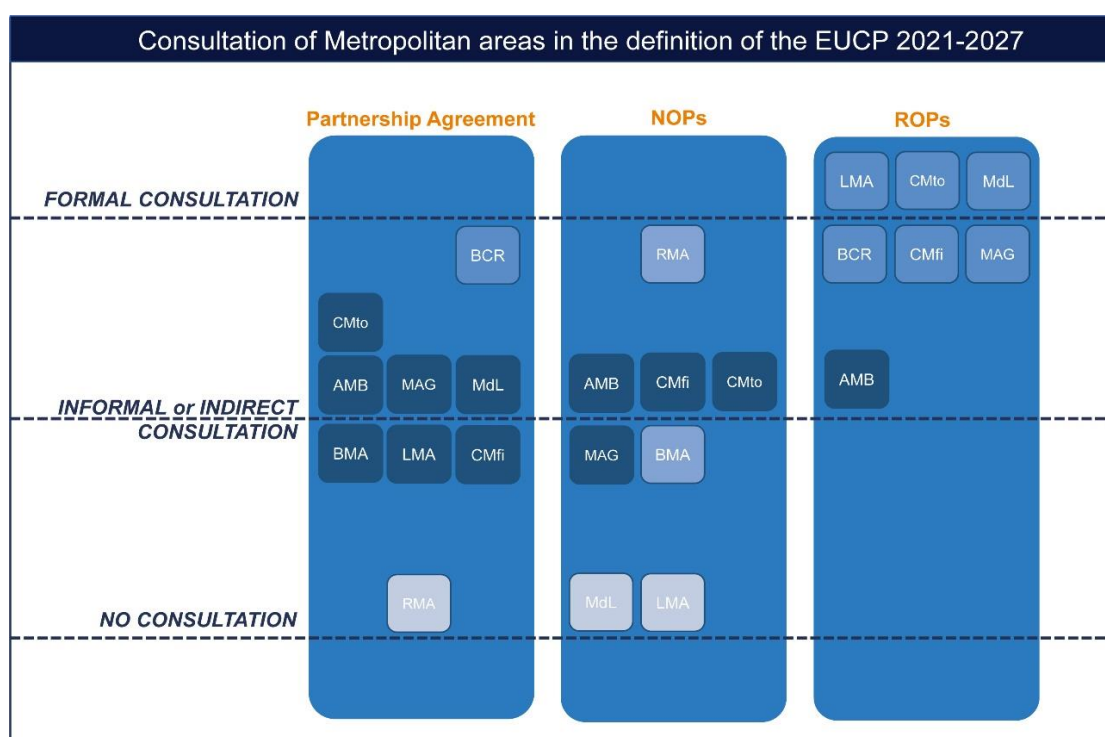 Consultation of Metropolitan areas in the definition of the EUCP 2021-2027
Partnership Agreement
NOPs
ROPs
FORMAL CONSULTATION
LMA CMto MdL
BCR
RMA
BCR CMfi MAG
CMto
AMB MAG MdL
AMB CMfi CMto
AMB
INFORMAL or INDIRECT
CONSULTATION
BMA LMA CMfi
MAG BMA
NO CONSULTATION
RMA
MdL LMA